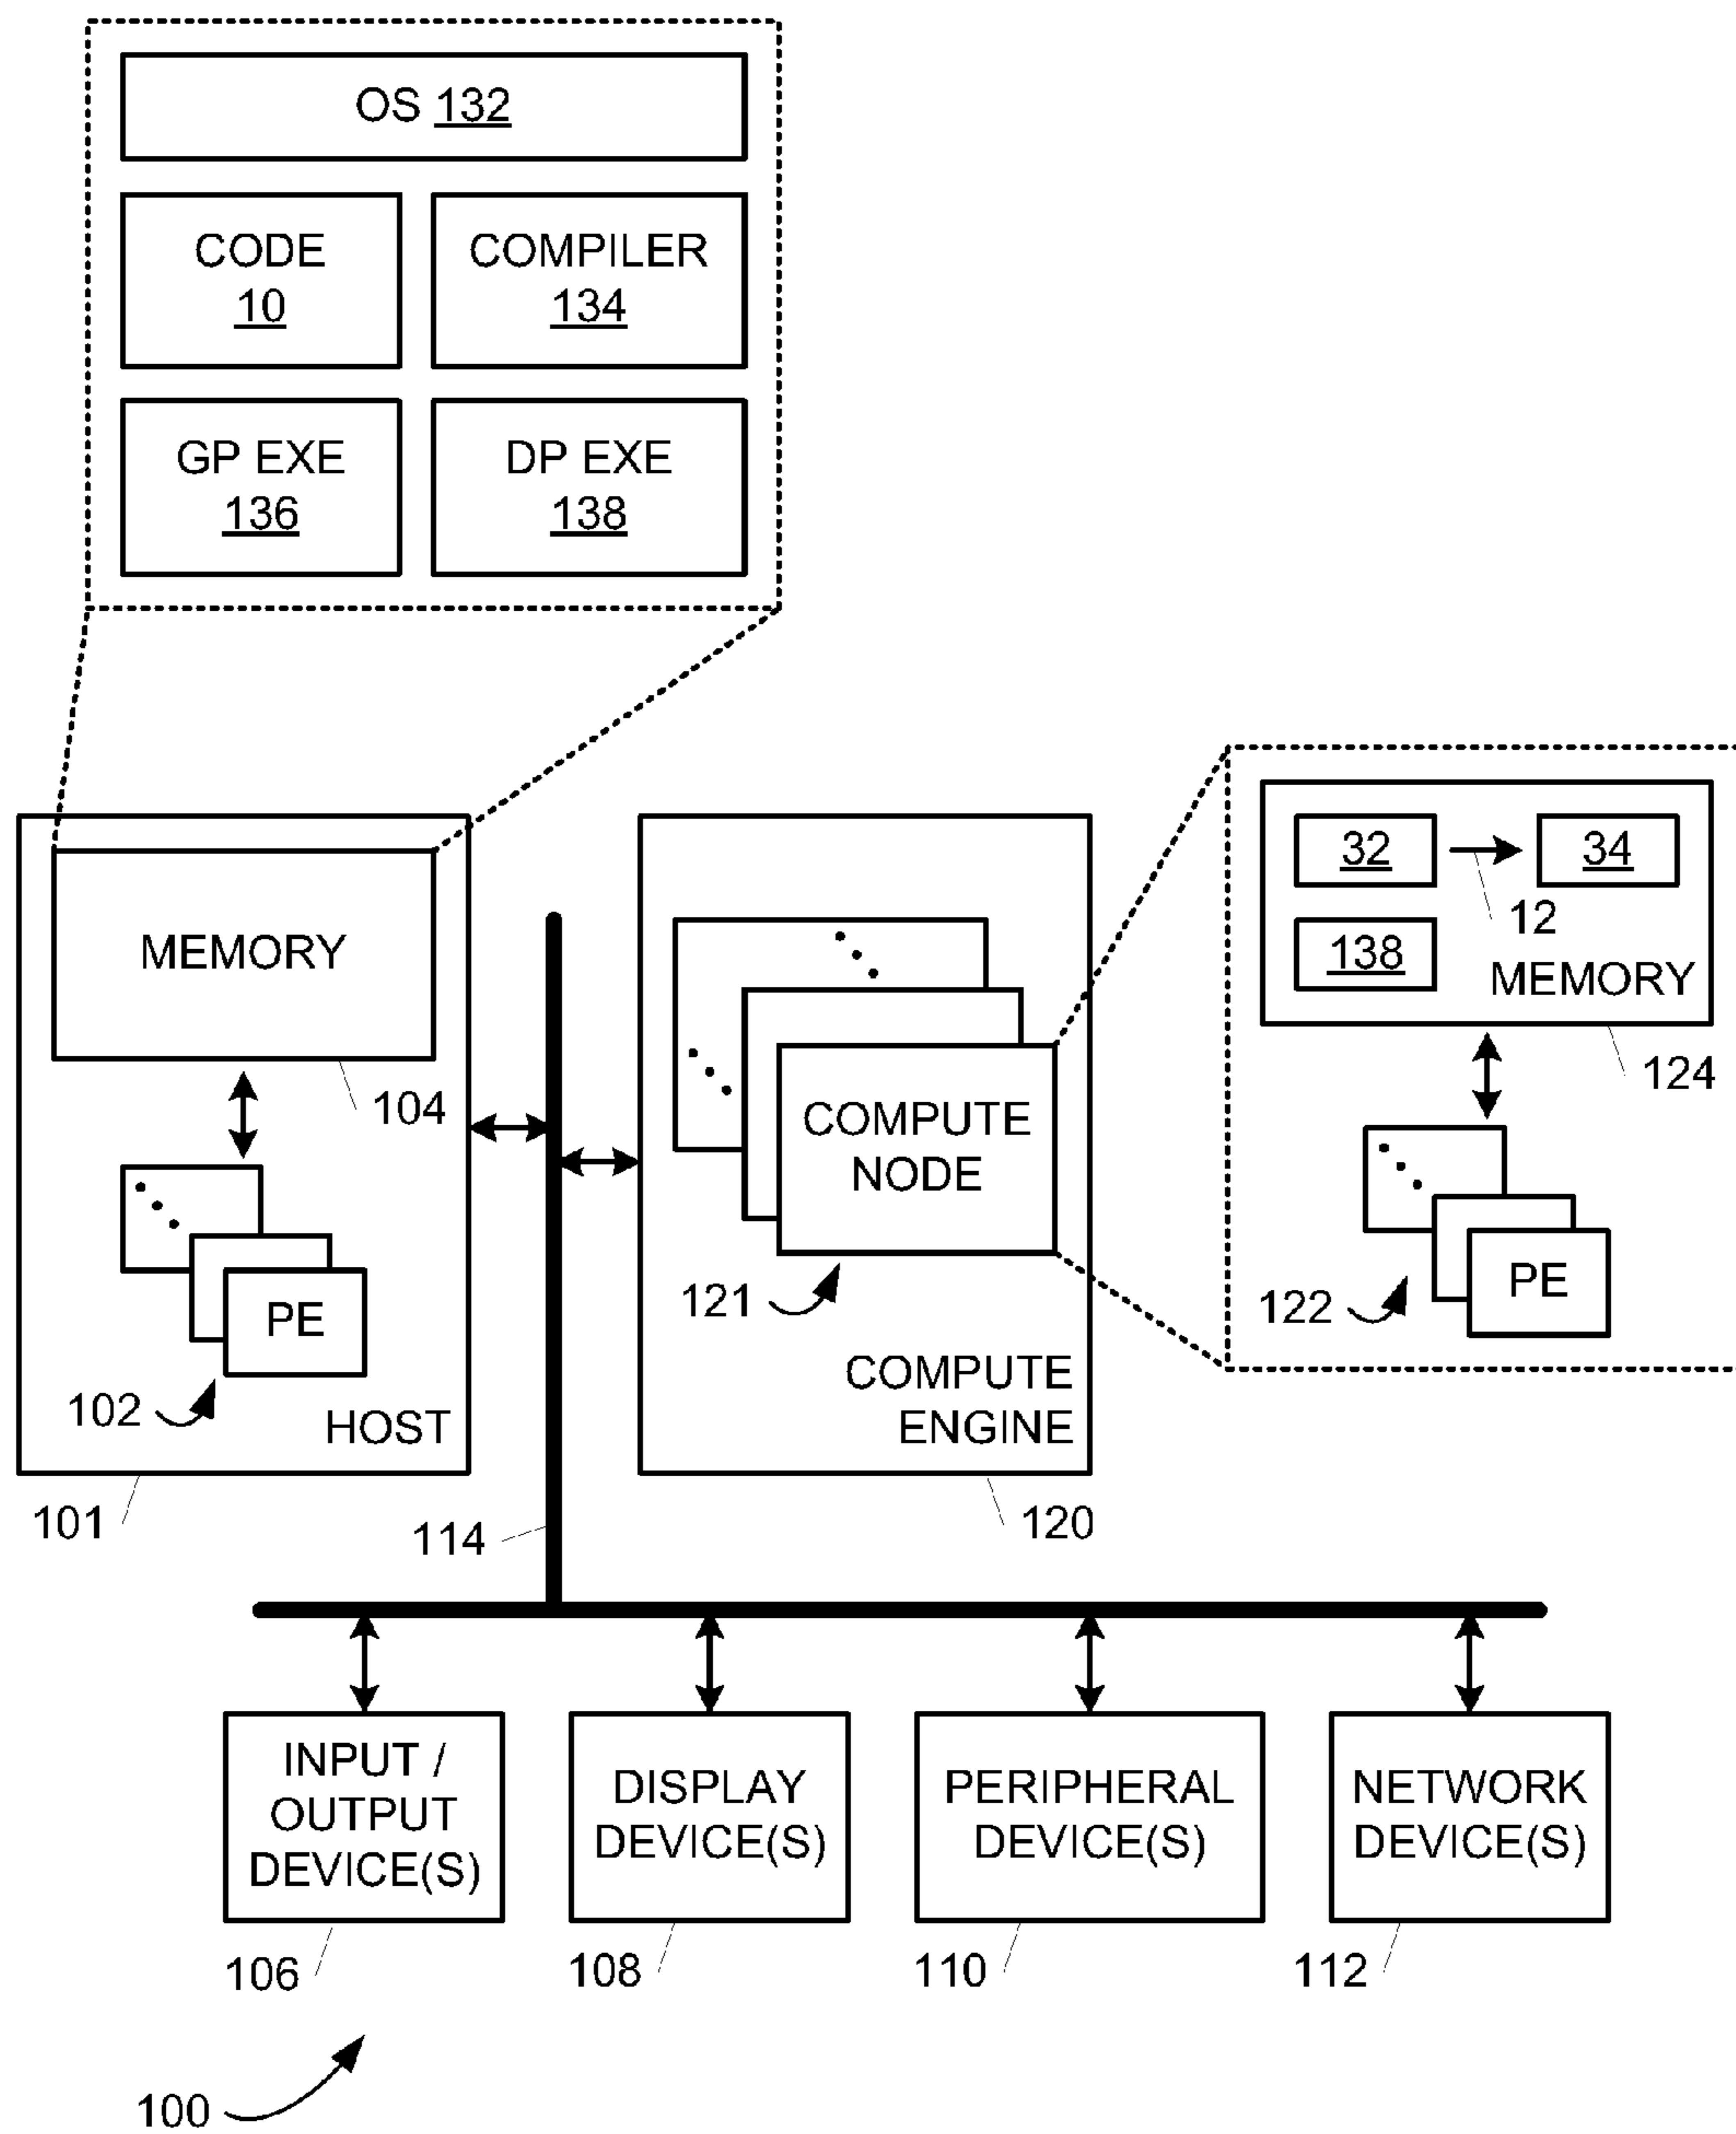 OS 132
CODE
10
COMPILER
134
GP EXE
136
DP EXE
138
32
34
12
138
MEMORY
124
MEMORY
104
COMPUTE
NODE
121
122
PE
PE
102
HOST
COMPUTE
ENGINE
101
114
120
INPUT /
OUTPUT
DEVICE(S)
DISPLAY
DEVICE(S)
PERIPHERAL
DEVICE(S)
NETWORK
DEVICE(S)
106
108
110
112
100